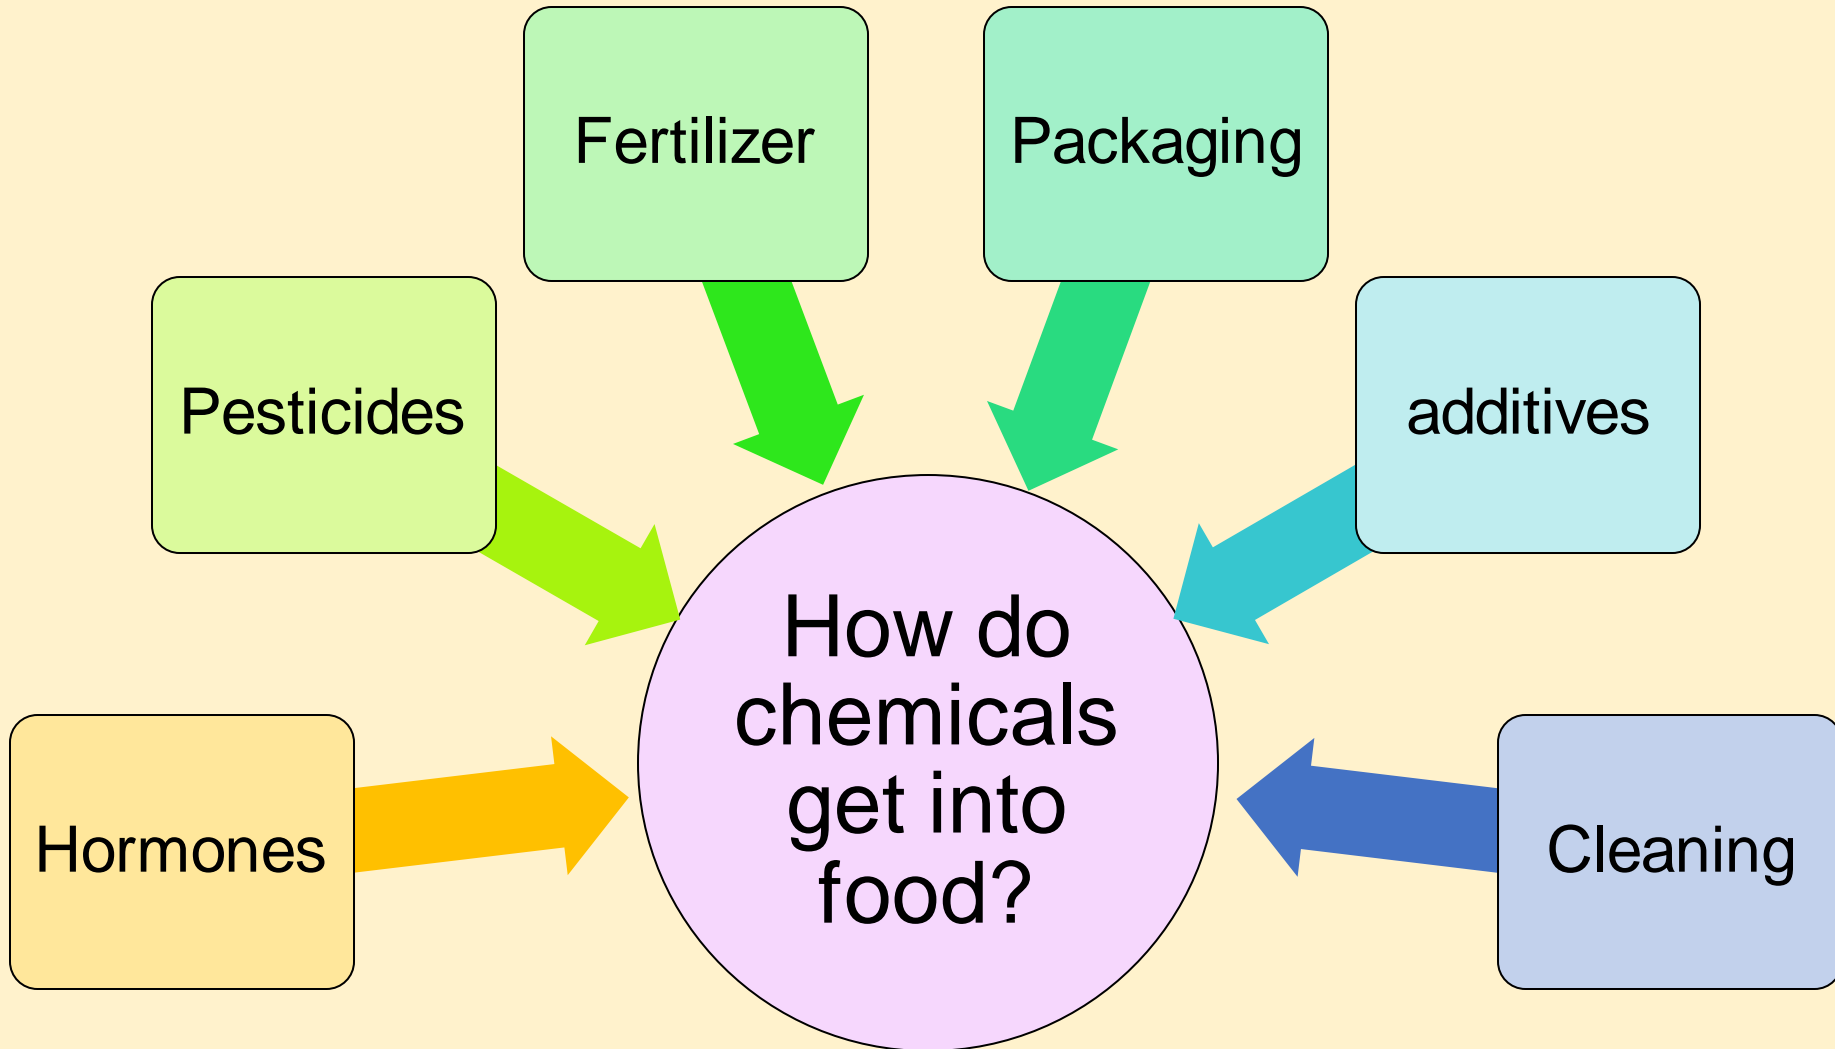 Fertilizer
Packaging
Pesticides
additives
How do
chemicals
get into
food?
Hormones
Cleaning